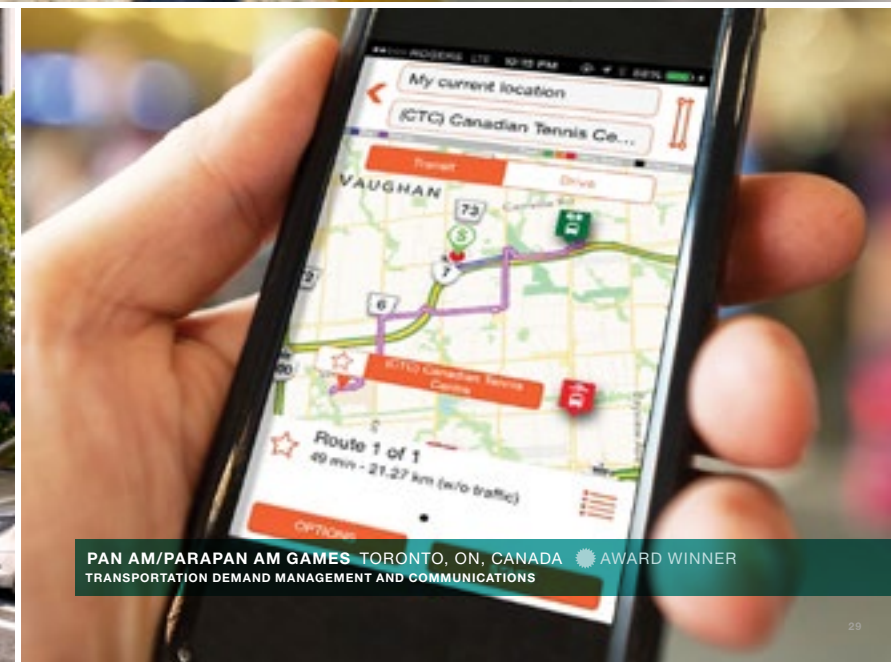 ROGERS LTE 12:15 PM 88%
My current location
(CTC) Canadian Tennis Ce...
Transit Drive
VAUGHAN
73
S
7
6
(CTC) Canadian Tennis
Centre
Route 1 of 1
49 min - 21.27 km (w/o traffic)
OPTIONS
PAN AM/PARAPAN AM GAMES TORONTO, ON, CANADA AWARD WINNER
TRANSPORTATION DEMAND MANAGEMENT AND COMMUNICATIONS
29